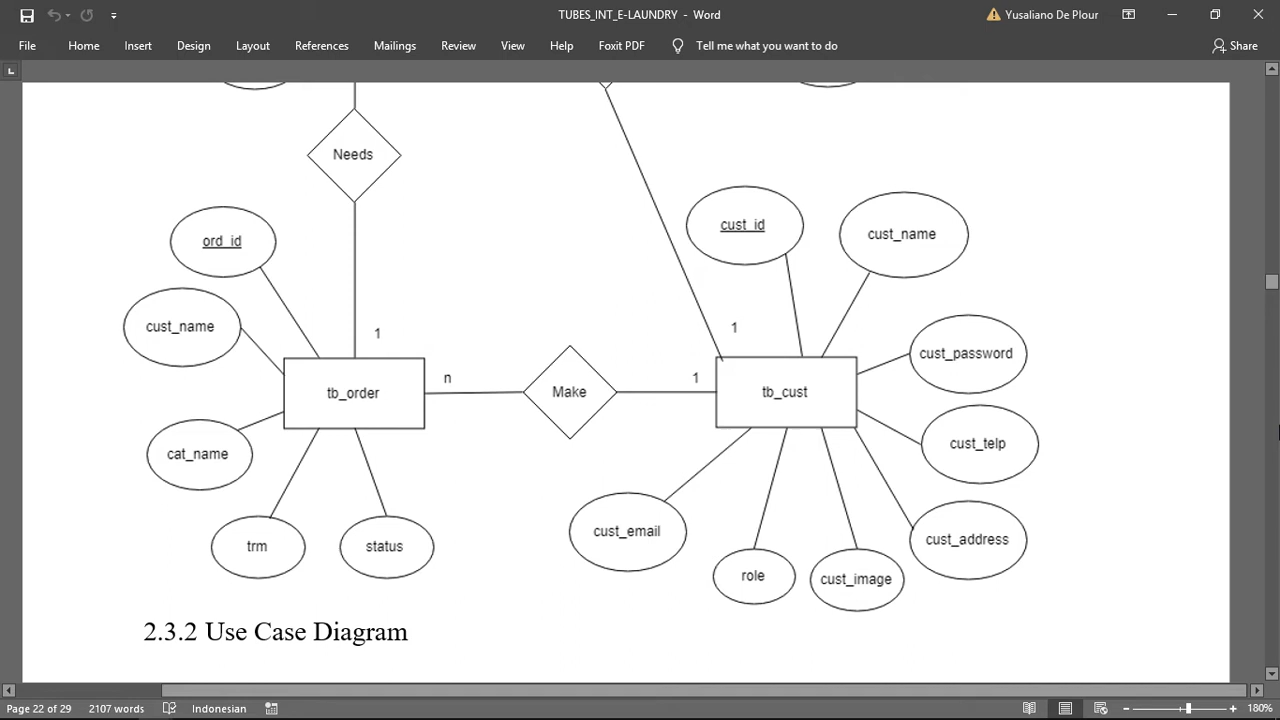 TUBES_INT_E-LAUNDRY - Word
Yusaliano De Plour
File Home Insert Design Layout References Mailings Review View Help Foxit PDF Tell me what you want to do Share
Needs
ord_id
cust_id
cust_name
cust_name
1
1
cust_password
tb_order
n
Make
1
tb_cust
cust_telp
cat_name
cust_email
cust_address
trm
status
role
cust_image
2.3.2 Use Case Diagram
Page 22 of 29 2107 words Indonesian 180%